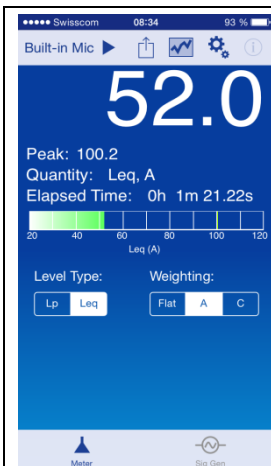 Swisscom 08:34 93 %
Built-in Mic
52.0
Peak: 100.2
Quantity: Leq, A
Elapsed Time: 0h 1m 21.22s
20 40 60 80 100 120
Leq (A)
Level Type: Weighting:
Lp Leq Flat A C
Meter Sig Gen